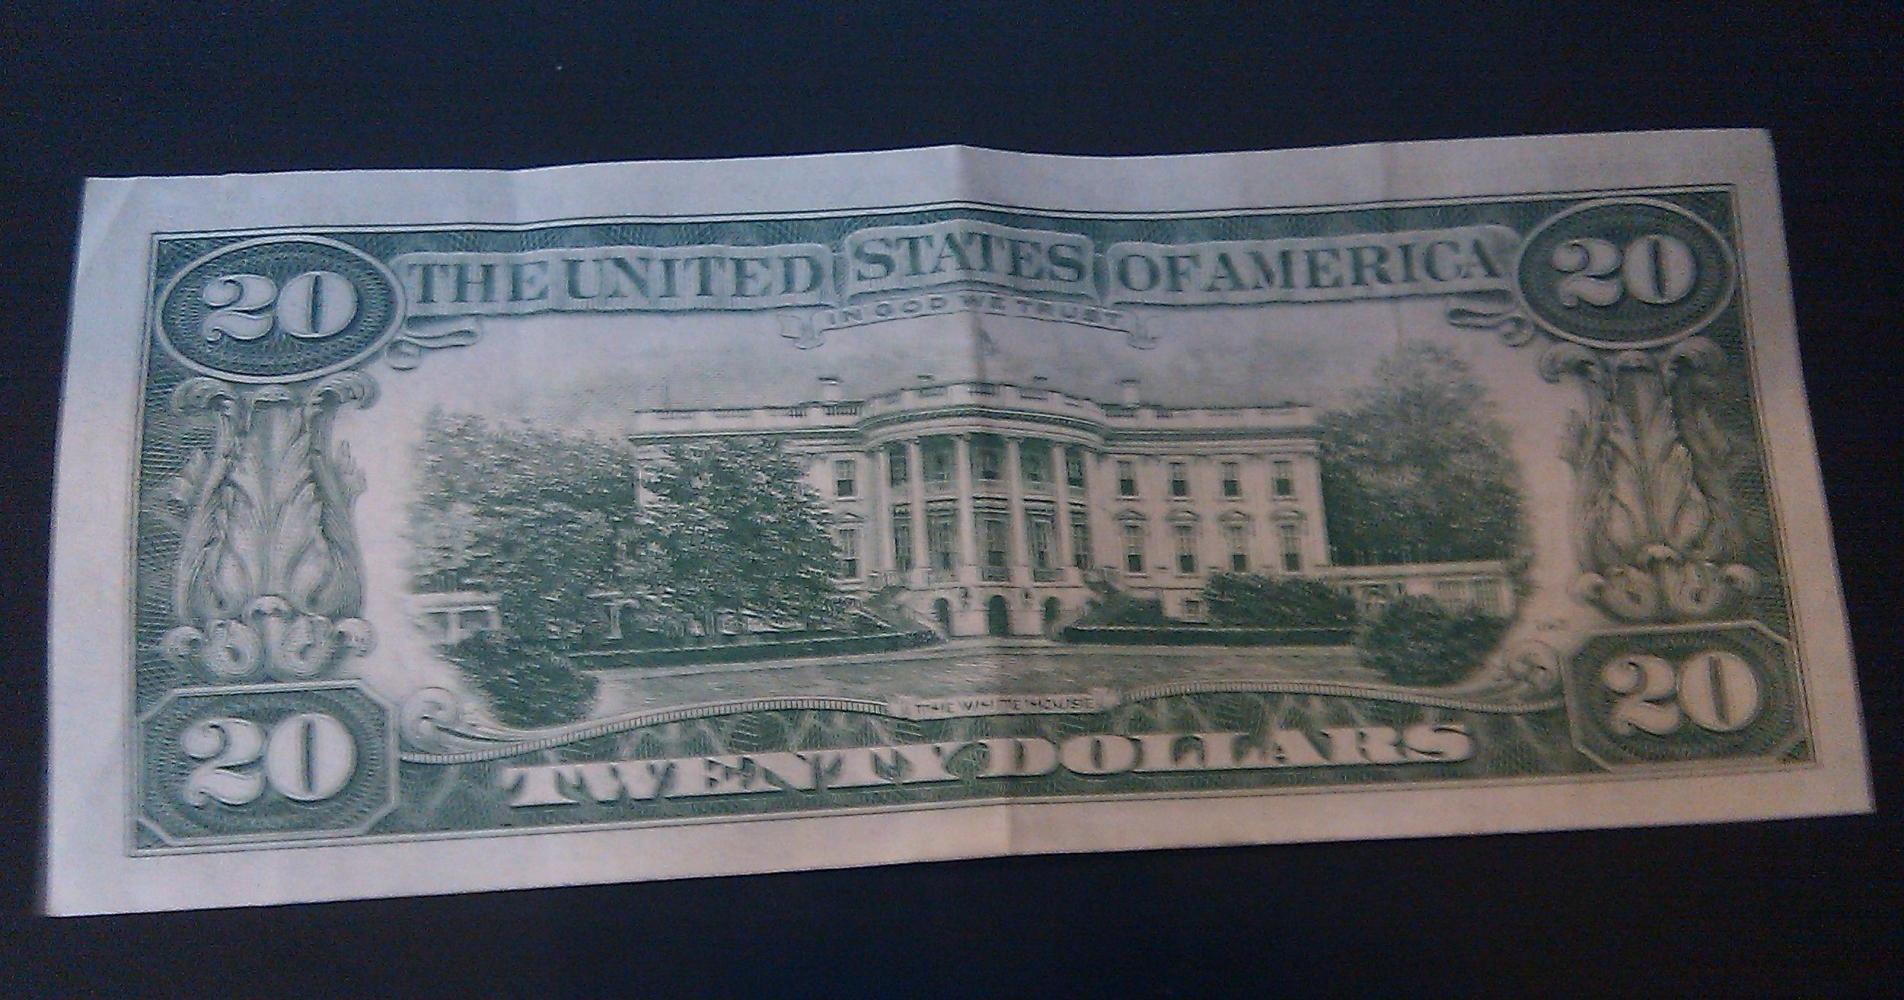 20 THE UNITED STATES OF AMERICA 20
IN GOD WE TRUST
THE WHITE HOUSE
20 TWENTY DOLLARS 20